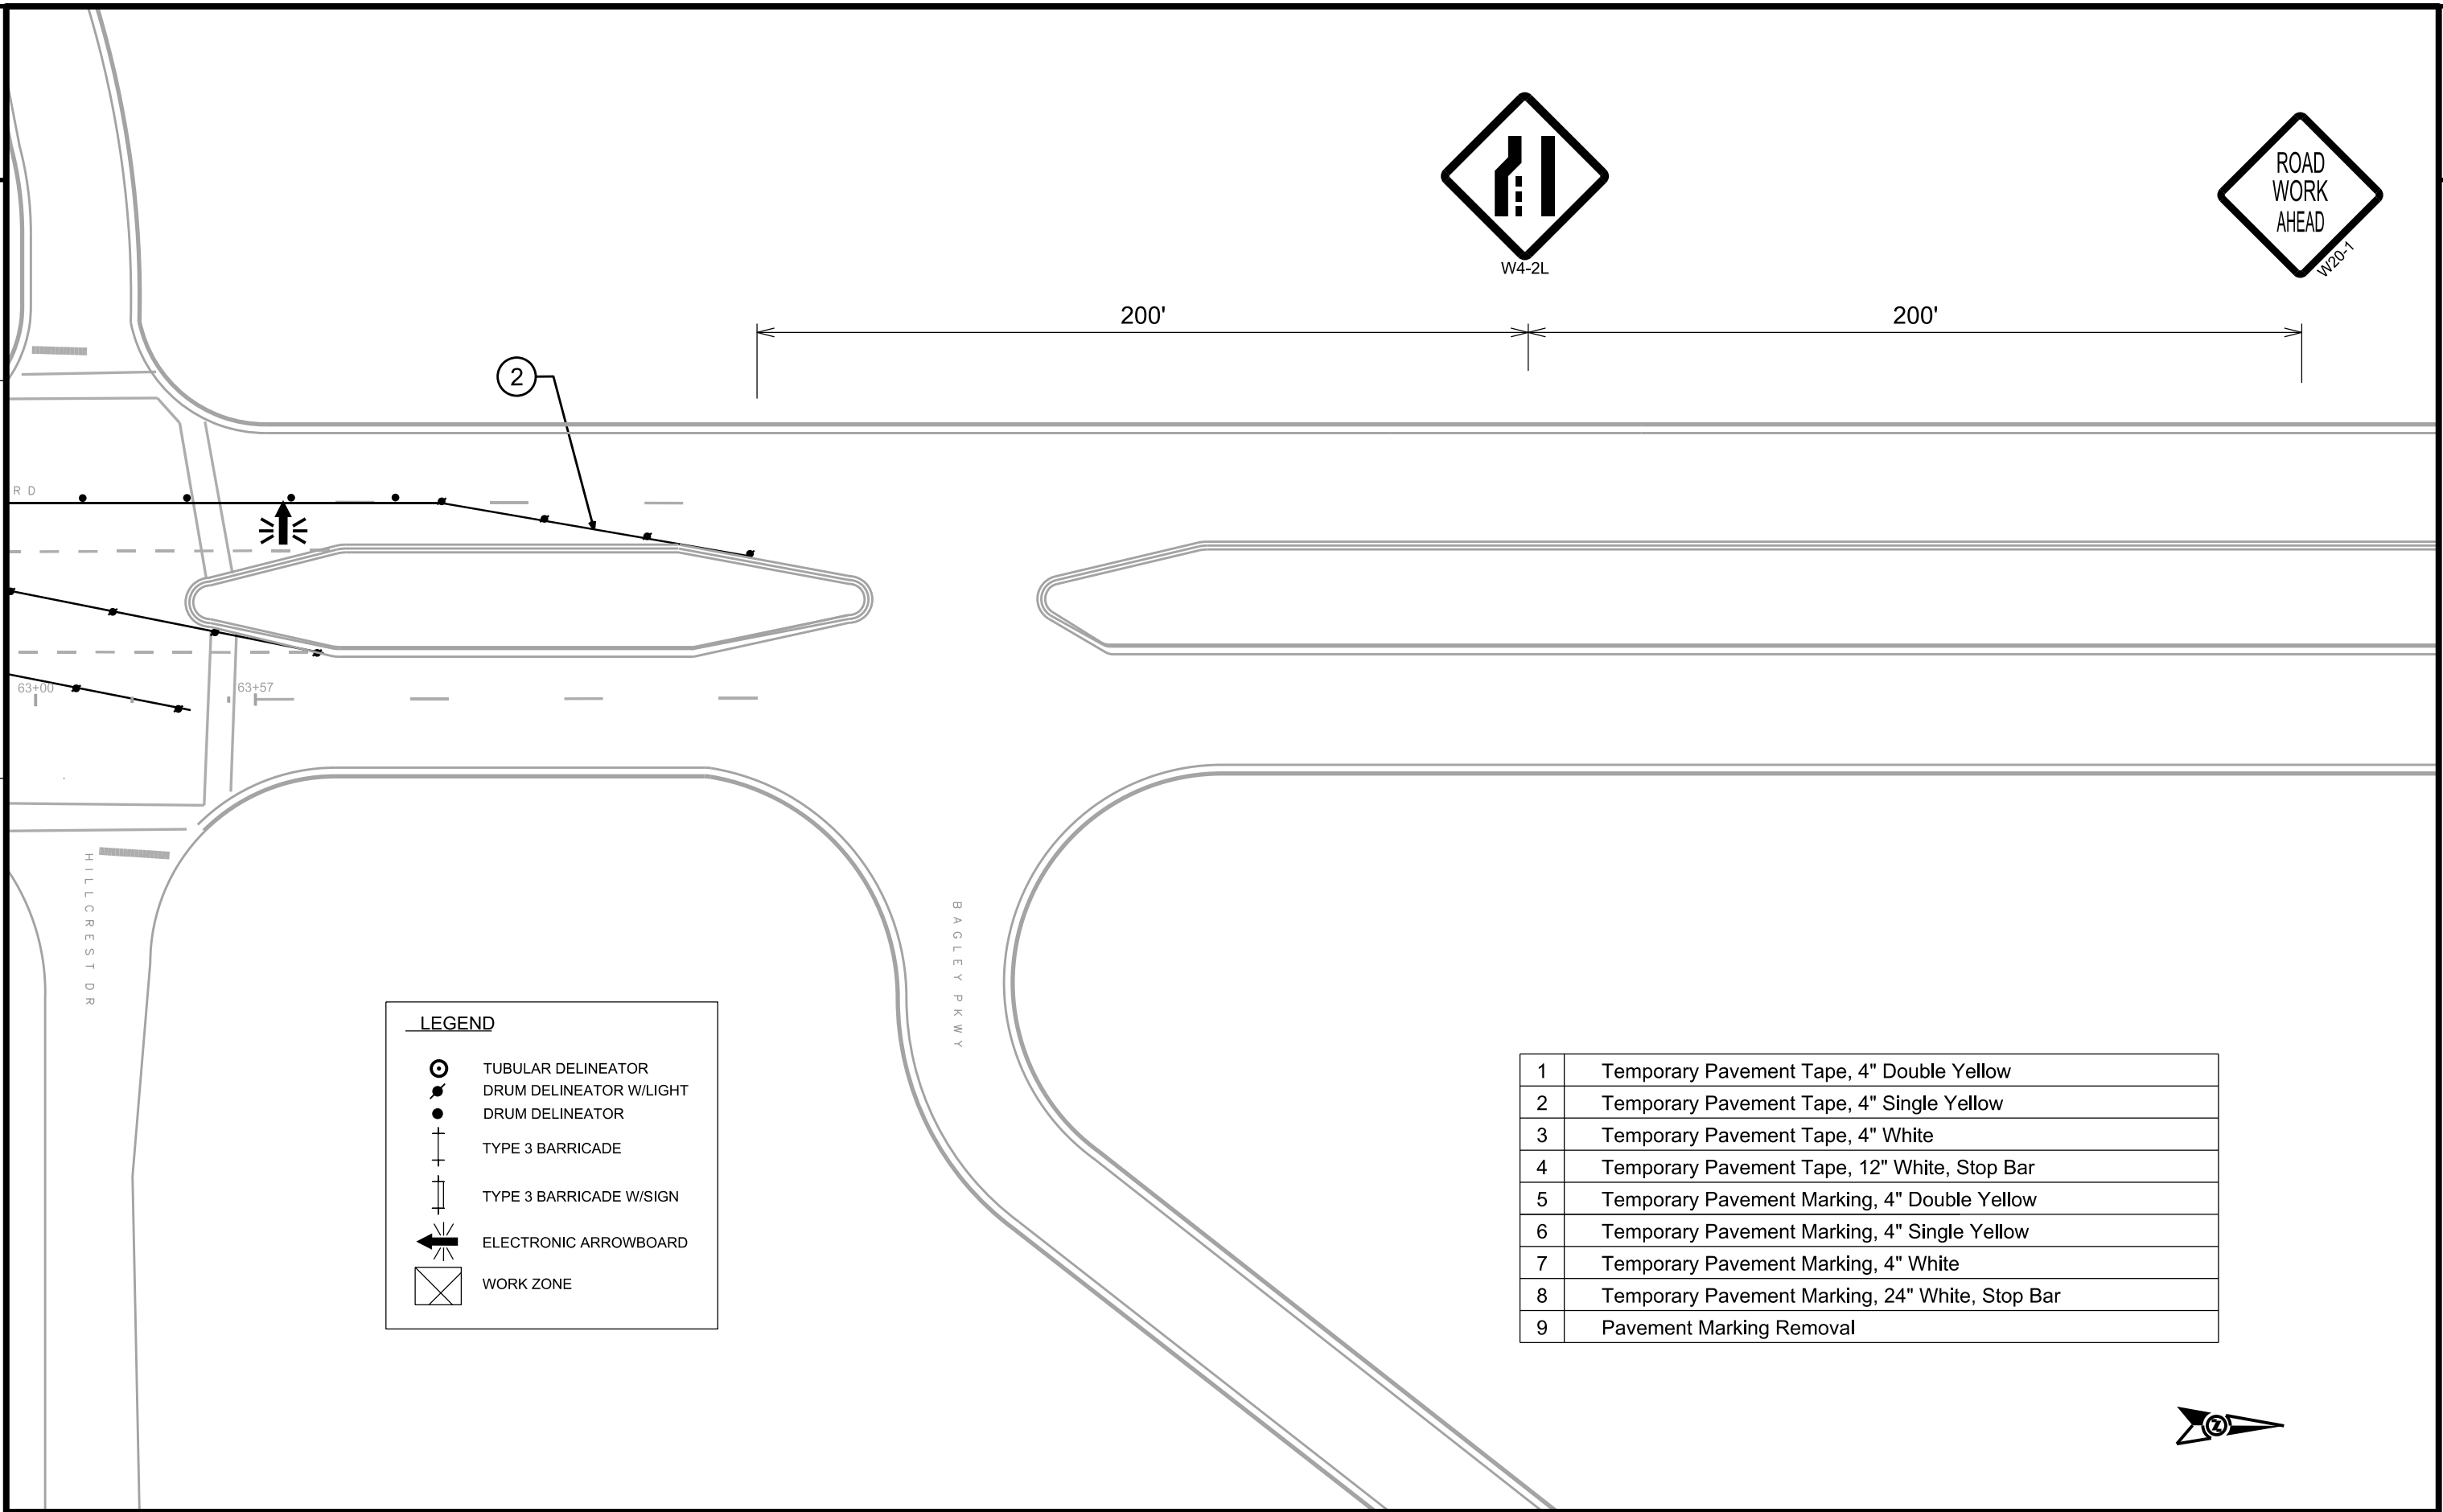 ROAD
WORK
AHEAD
W20-1
W4-2L
200'
200'
2
R D
63+00
63+57
HILLCREST DR
BAGLEY PKWY
LEGEND
TUBULAR DELINEATOR
DRUM DELINEATOR W/LIGHT
DRUM DELINEATOR
TYPE 3 BARRICADE
TYPE 3 BARRICADE W/SIGN
ELECTRONIC ARROWBOARD
WORK ZONE
1 Temporary Pavement Tape, 4" Double Yellow
2 Temporary Pavement Tape, 4" Single Yellow
3 Temporary Pavement Tape, 4" White
4 Temporary Pavement Tape, 12" White, Stop Bar
5 Temporary Pavement Marking, 4" Double Yellow
6 Temporary Pavement Marking, 4" Single Yellow
7 Temporary Pavement Marking, 4" White
8 Temporary Pavement Marking, 24" White, Stop Bar
9 Pavement Marking Removal
Z